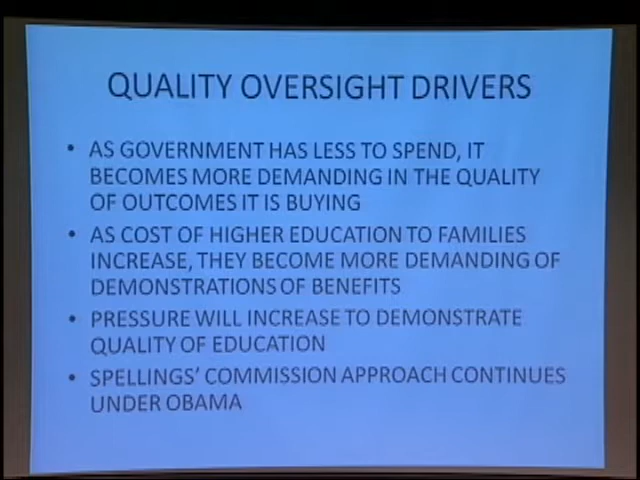 QUALITY OVERSIGHT DRIVERS
• AS GOVERNMENT HAS LESS TO SPEND, IT
BECOMES MORE DEMANDING IN THE QUALITY
OF OUTCOMES IT IS BUYING
• AS COST OF HIGHER EDUCATION TO FAMILIES
INCREASE, THEY BECOME MORE DEMANDING OF
DEMONSTRATIONS OF BENEFITS
• PRESSURE WILL INCREASE TO DEMONSTRATE
QUALITY OF EDUCATION
• SPELLINGS’ COMMISSION APPROACH CONTINUES
UNDER OBAMA